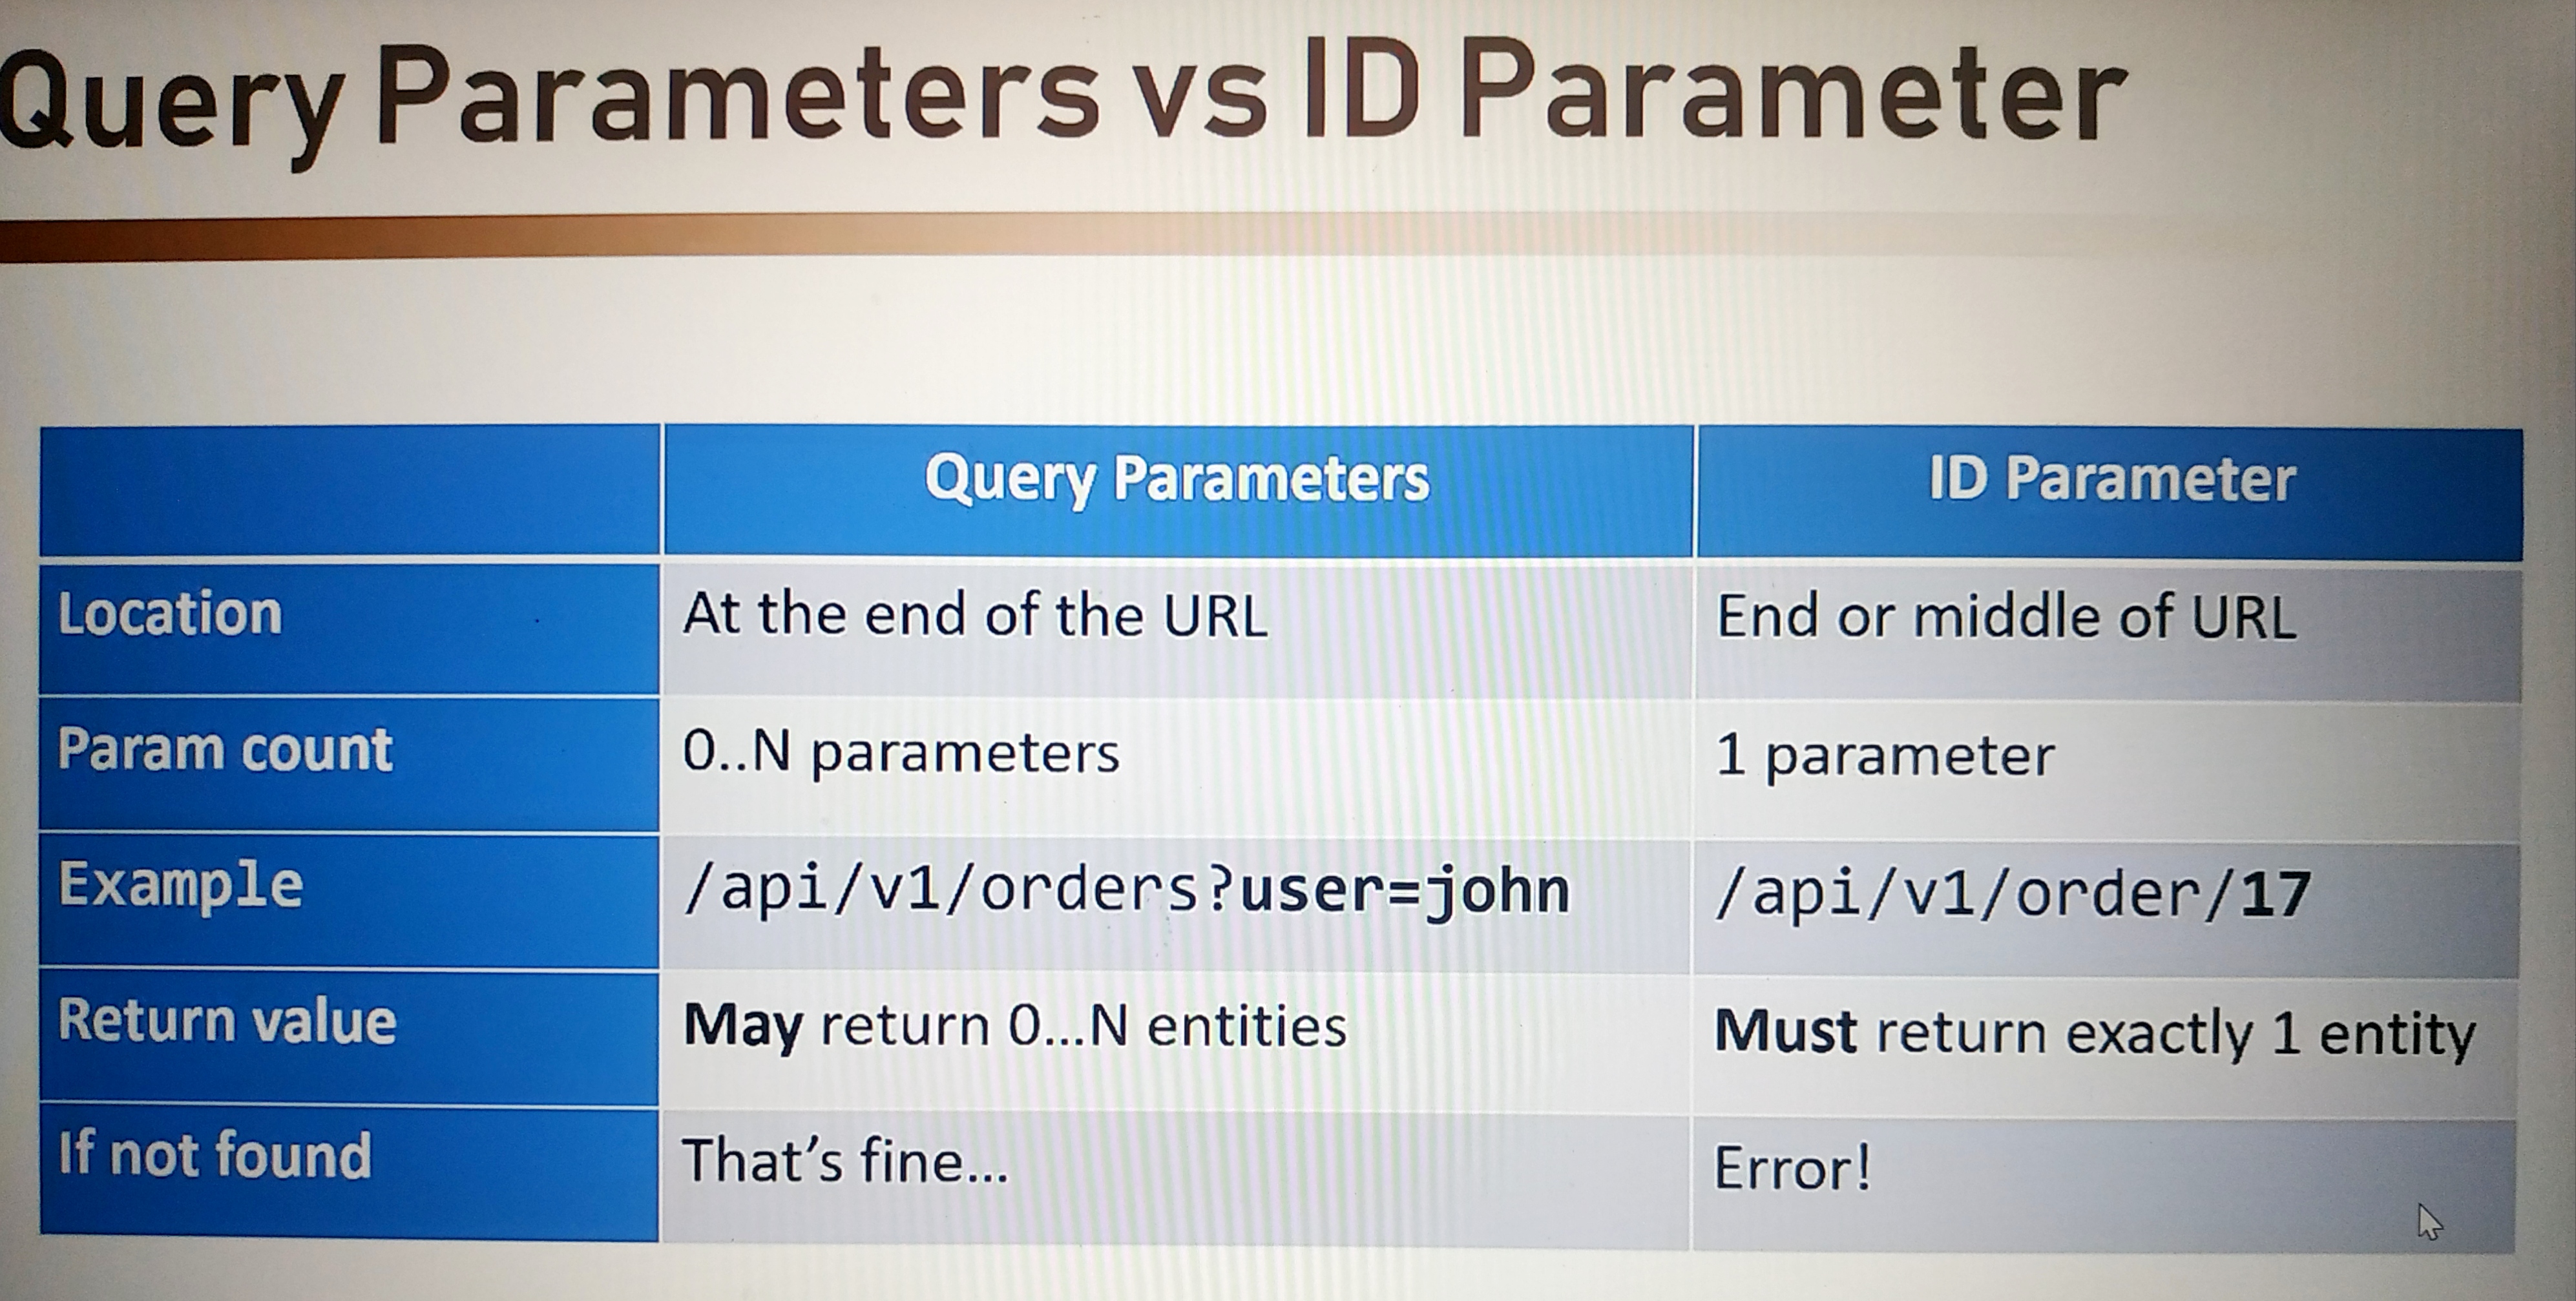 Query Parameters vs ID Parameter
Query Parameters ID Parameter
Location At the end of the URL End or middle of URL
Param count 0..N parameters 1 parameter
Example /api/v1/orders?user=john /api/v1/order/17
Return value May return 0...N entities Must return exactly 1 entity
If not found That's fine... Error!